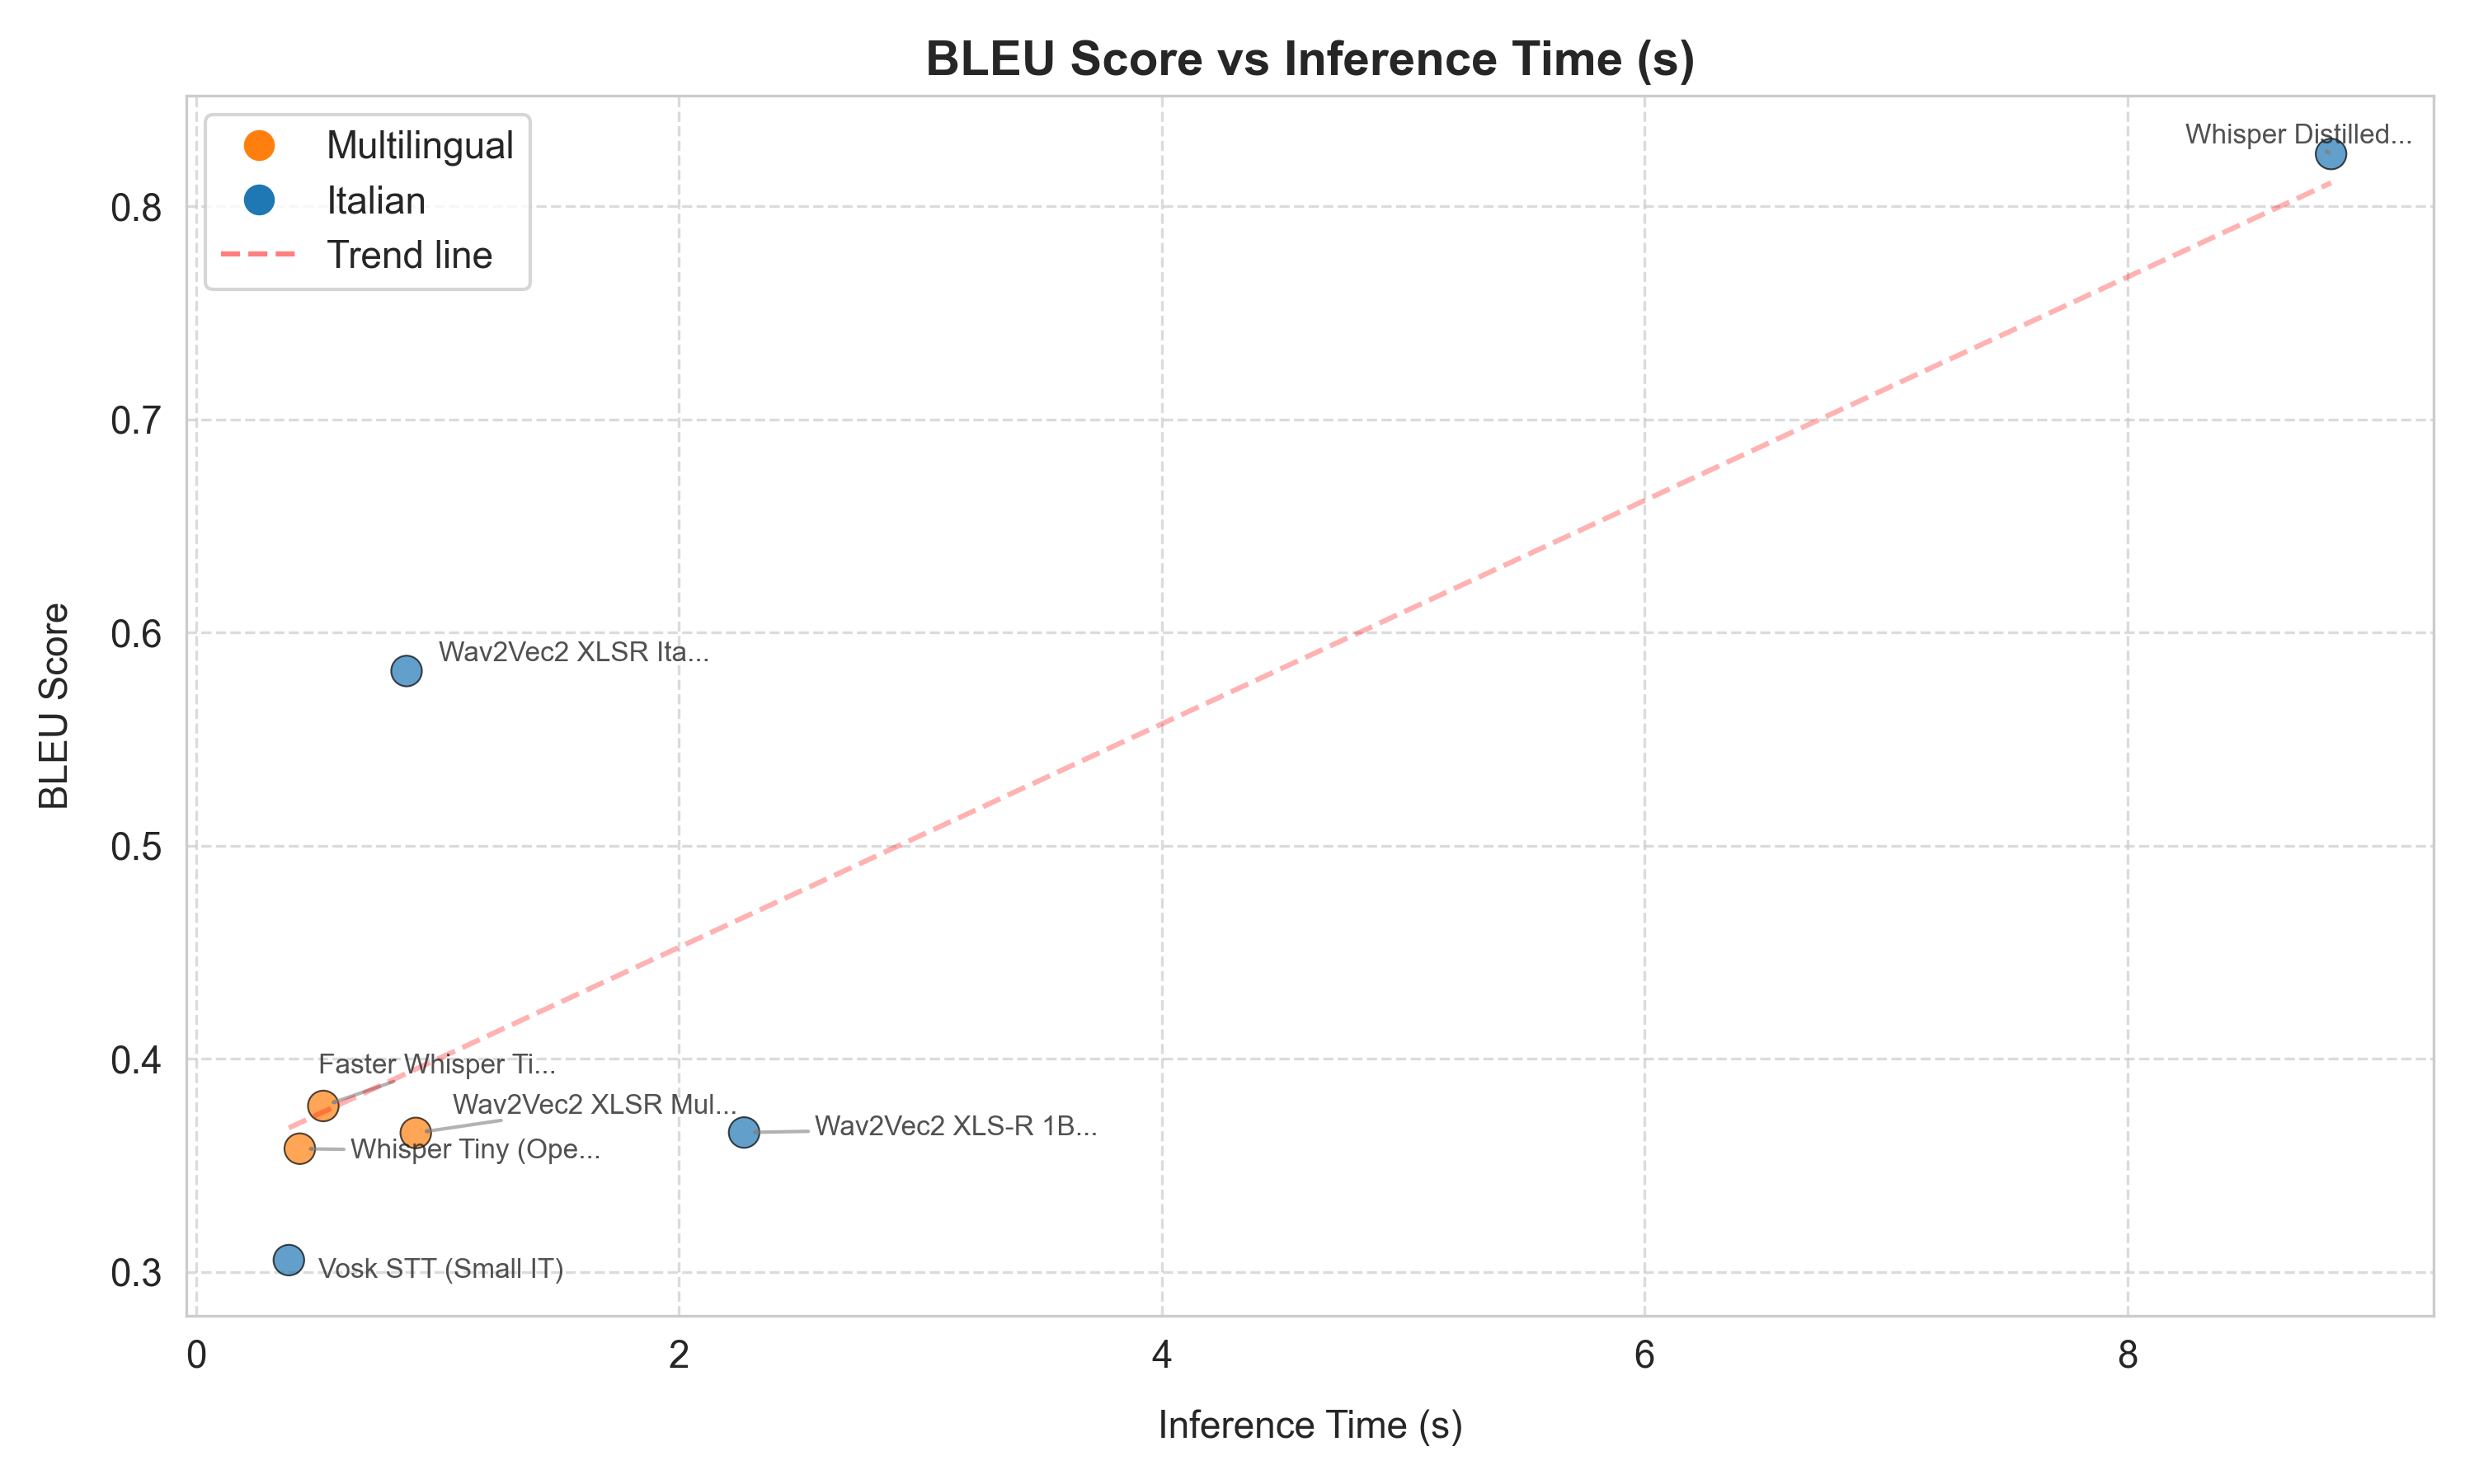 BLEU Score vs Inference Time (s)
Multilingual
Italian
Trend line
Whisper Distilled...
0.8
0.7
0.6
0.5
0.4
0.3
BLEU Score
Wav2Vec2 XLSR Ita...
Faster Whisper Ti...
Wav2Vec2 XLSR Mul...
Wav2Vec2 XLS-R 1B...
Whisper Tiny (Ope...
Vosk STT (Small IT)
0 2 4 6 8
Inference Time (s)